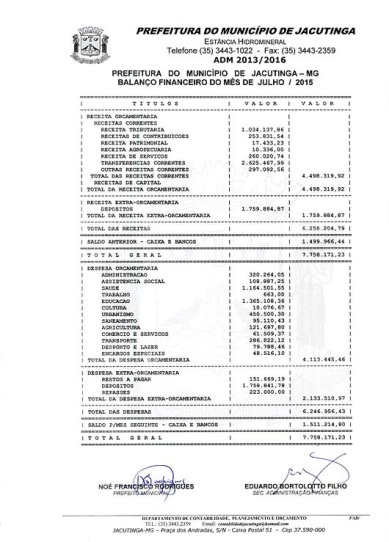 PREFEITURA DO MUNICÍPIO DE JACUTINGA
ESTÂNCIA HIDROMINERAL
Telefone (35) 3443-1022 - Fax: (35) 3443-2359
ADM 2013/2016
PREFEITURA DO MUNICÍPIO DE JACUTINGA – MG
BALANÇO FINANCEIRO DO MÊS DE JULHO / 2015
T I T U L O S | V A L O R | V A L O R |
RECEITA ORCAMENTARIA
RECEITAS CORRENTES
RECEITA TRIBUTARIA | 1.034.137,86 |
RECEITAS DE CONTRIBUICOES | 253.031,54 |
RECEITA PATRIMONIAL | 17.433,23 |
RECEITA AGROPECUARIA | 10.336,00 |
RECEITA DE SERVICOS | 260.020,74 |
TRANSFERENCIAS CORRENTES | 2.625.467,99 |
OUTRAS RECEITAS CORRENTES | 297.092,56 |
TOTAL DAS RECEITAS CORRENTES | | 4.498.319,92 |
RECEITAS DE CAPITAL
TOTAL DA RECEITA ORCAMENTARIA | | 4.498.319,92 |
RECEITA EXTRA-ORCAMENTARIA
DEPOSITOS | 1.759.884,87 |
TOTAL DA RECEITA EXTRA-ORCAMENTARIA | | 1.759.884,87 |
TOTAL DAS RECEITAS | | 6.258.204,79 |
SALDO ANTERIOR - CAIXA E BANCOS | | 1.499.966,44 |
T O T A L G E R A L | | 7.758.171,23 |
DESPESA ORCAMENTARIA
ADMINISTRACAO | 320.264,05 |
ASSISTENCIA SOCIAL | 108.887,25 |
SAUDE | 1.164.501,55 |
TRABALHO | 663,00 |
EDUCACAO | 1.365.108,36 |
CULTURA | 10.076,67 |
URBANISMO | 450.500,30 |
SANEAMENTO | 95.110,43 |
AGRICULTURA | 121.697,80 |
COMERCIO E SERVICOS | 61.509,37 |
TRANSPORTE | 286.822,12 |
DESPORTO E LAZER | 79.788,46 |
ENCARGOS ESPECIAIS | 48.516,10 |
TOTAL DA DESPESA ORCAMENTARIA | | 4.113.445,46 |
DESPESA EXTRA-ORCAMENTARIA
RESTOS A PAGAR | 151.669,19 |
DEPOSITOS | 1.758.841,78 |
REPASSES | 223.000,00 |
TOTAL DA DESPESA EXTRA-ORCAMENTARIA | | 2.133.510,97 |
TOTAL DAS DESPESAS | | 6.246.956,43 |
SALDO P/MES SEGUINTE - CAIXA E BANCOS | | 1.511.214,80 |
T O T A L G E R A L | | 7.758.171,23 |
NOÉ FRANCISCO RODRIGUES EDUARDO BORTOLOTTO FILHO
PREFEITO MUNICIPAL SEC. ADMINISTRAÇÃO/FINANÇAS
DEPARTAMENTO DE CONTABILIDADE, PLANEJAMENTO E ORÇAMENTO
TEL.: (35) 3443.2359 Email: contabilidade@jacutinga@hotmail.com
JACUTINGA-MG – Praça dos Andradas, S/N - Caixa Postal 51 - Cep 37.590-000